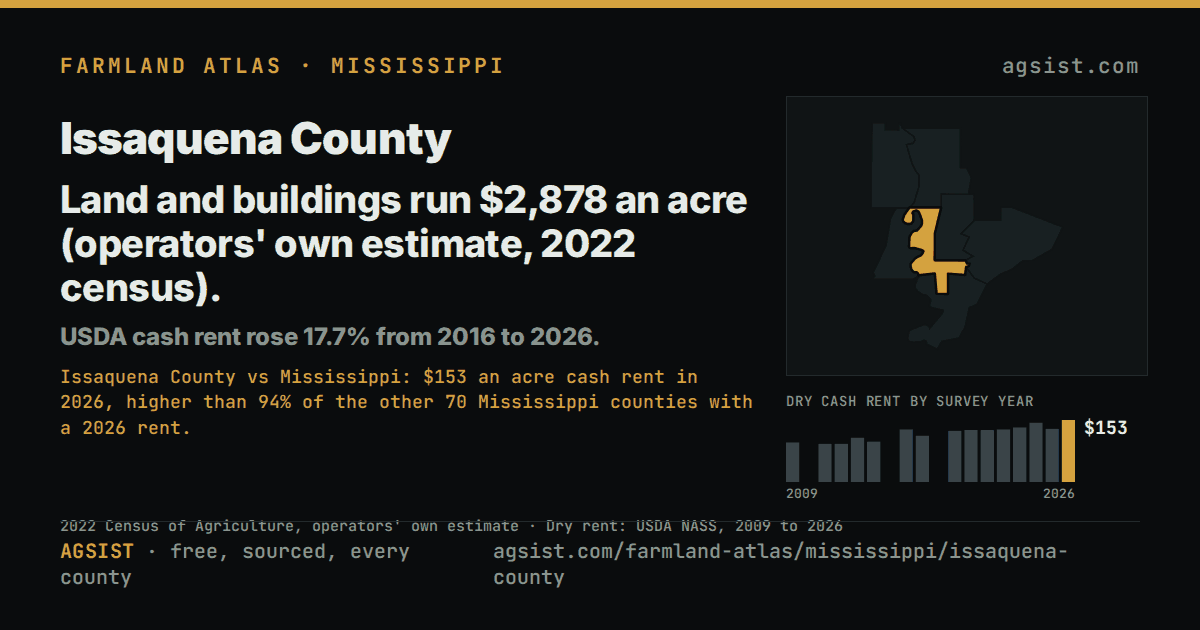 FARMLAND ATLAS · MISSISSIPPI
agsist.com
Issaquena County
Land and buildings run $2,878 an acre
(operators' own estimate, 2022
census).
USDA cash rent rose 17.7% from 2016 to 2026.
Issaquena County vs Mississippi: $153 an acre cash rent in
2026, higher than 94% of the other 70 Mississippi counties with
a 2026 rent.
DRY CASH RENT BY SURVEY YEAR
$153
2009
2026
2022 Census of Agriculture, operators' own estimate · Dry rent: USDA NASS, 2009 to 2026
AGSIST · free, sourced, every
county
agsist.com/farmland-atlas/mississippi/issaquena-
county